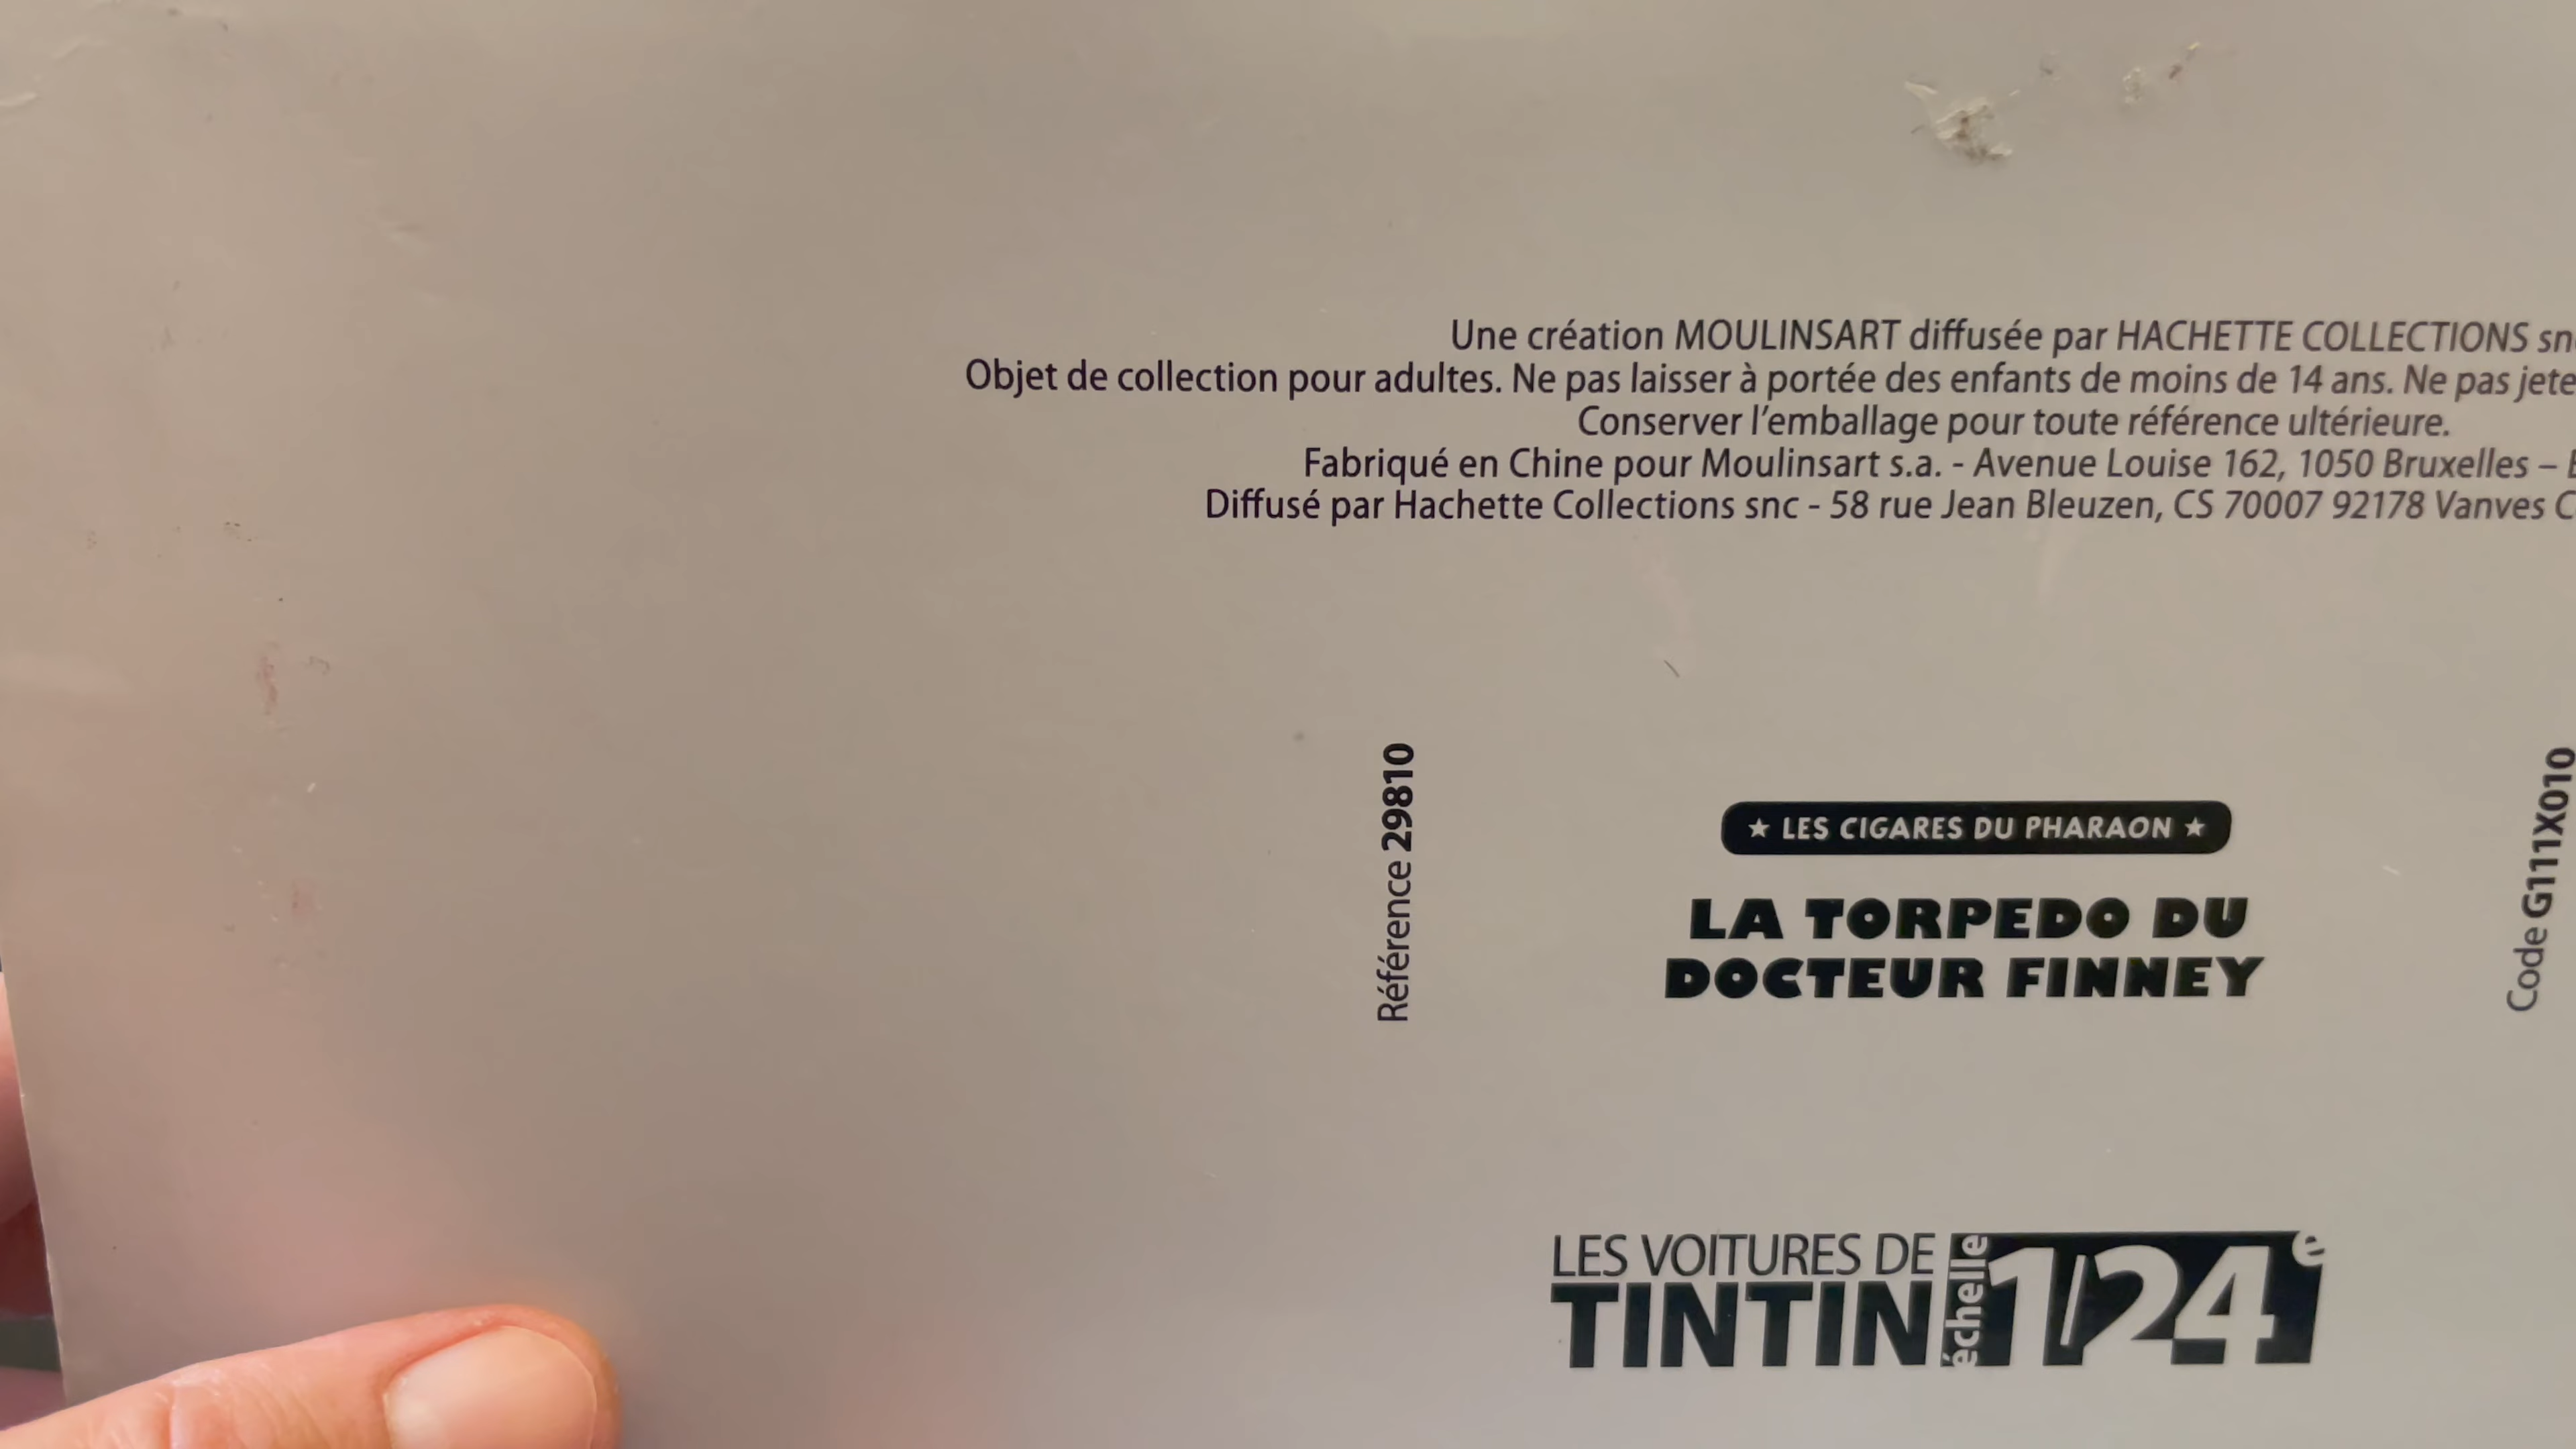 Une création MOULINSART diffusée par HACHETTE COLLECTIONS
Objet de collection pour adultes. Ne pas laisser à portée des enfants de moins de 14 ans. Ne pas
Conserver l'emballage pour toute référence ultérieure.
Fabriqué en Chine pour Moulinsart s.a. - Avenue Louise 162, 1050 Bruxelles –
Diffusé par Hachette Collections snc - 58 rue Jean Bleuzen, CS 70007 92178 Vanves
Référence 29810
★ LES CIGARES DU PHARAON ★
LA TORPEDO DU
DOCTEUR FINNEY
Code G111X010
LES VOITURES DE
TINTIN
échelle
1/24e